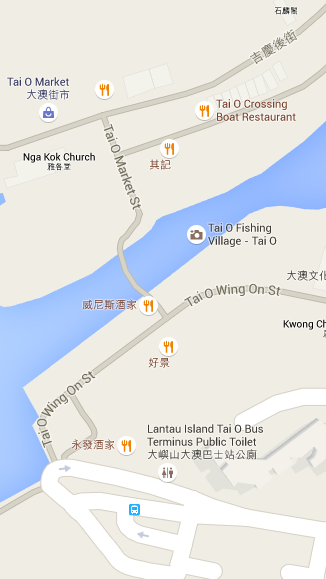 石麟閣
吉慶後街
Tai O Market
大澳街市
Tai O Crossing
Boat Restaurant
Tai O Market St
Nga Kok Church
雅各堂
其記
Tai O Fishing
Village - Tai O
大澳文化
Tai O Wing On St
威尼斯酒家
Kwong Ch
好景
Tai O Wing On St
Lantau Island Tai O Bus
Terminus Public Toilet
大嶼山大澳巴士站公廁
永發酒家